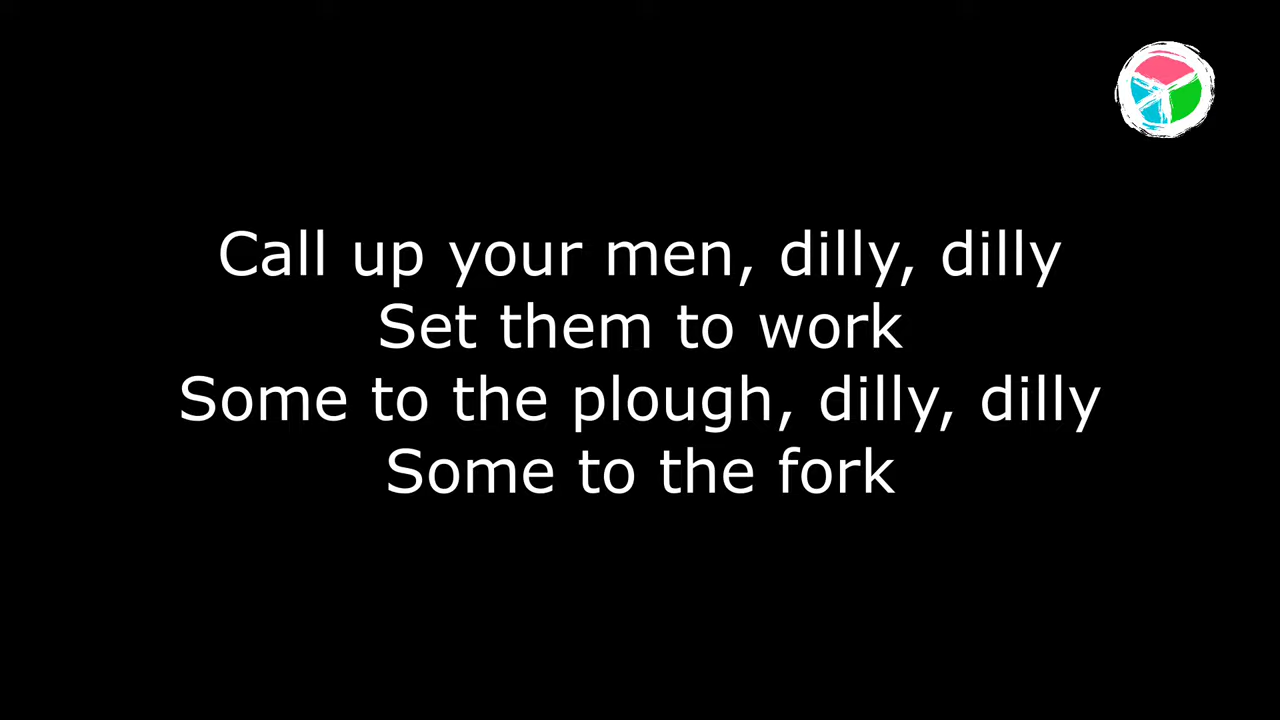 Call up your men, dilly, dilly
Set them to work
Some to the plough, dilly, dilly
Some to the fork